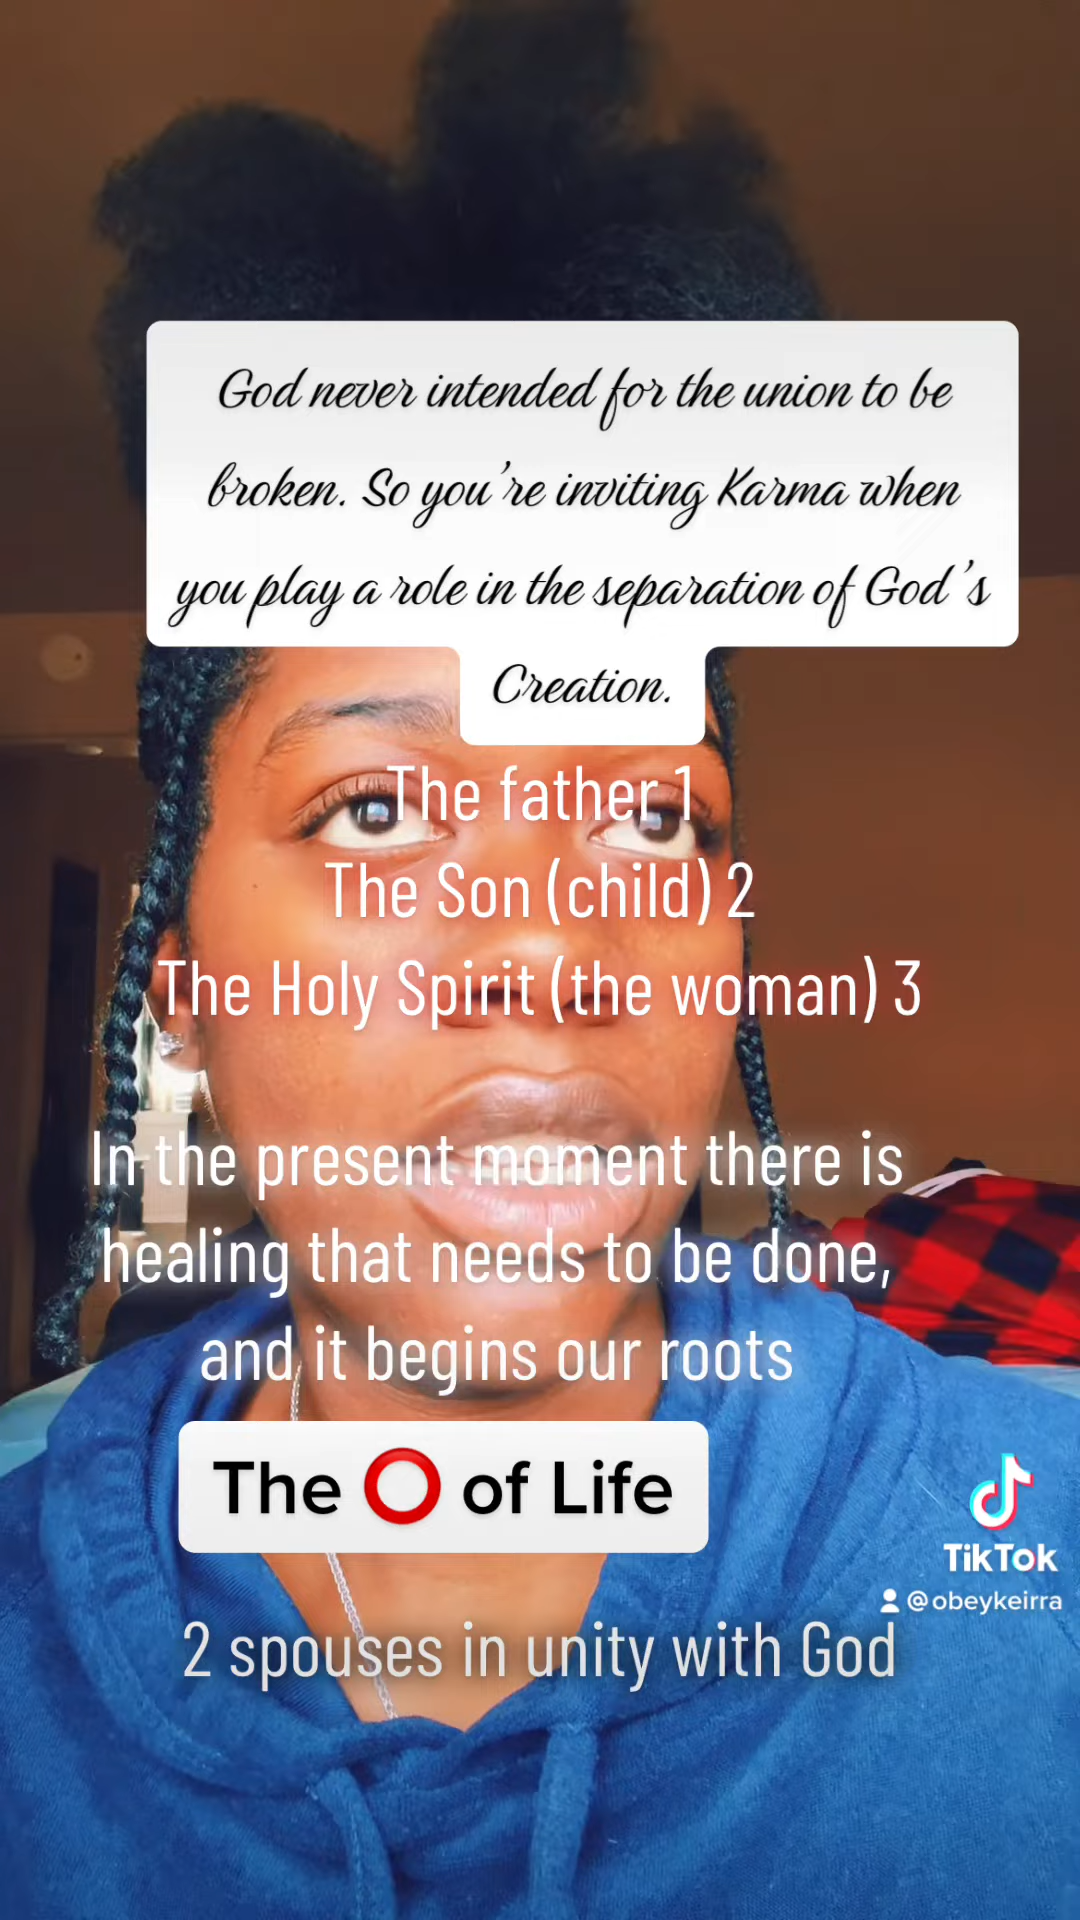 God never intended for the union to be
broken. So you're inviting Karma when
you play a role in the separation of God's
Creation.
The father 1
The Son (child) 2
The Holy Spirit (the woman) 3
In the present moment there is
healing that needs to be done,
and it begins our roots
The ⭕ of Life
TikTok
@obeykeirra
2 spouses in unity with God